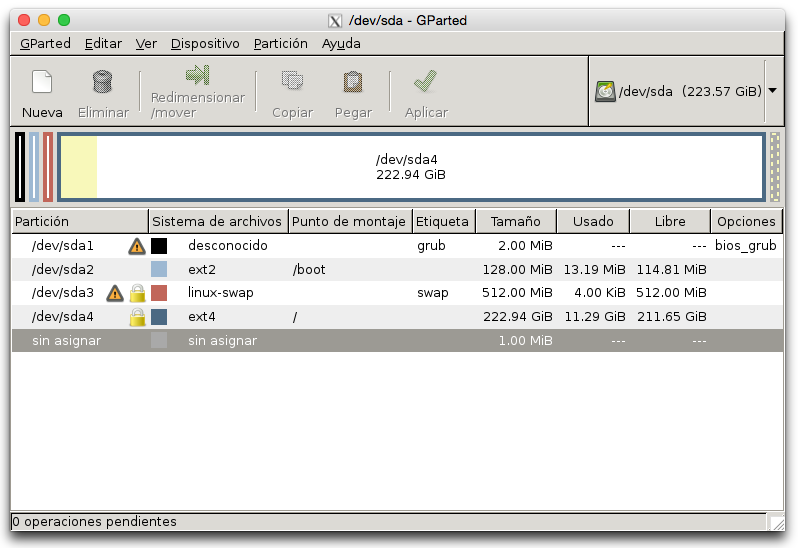 /dev/sda - GParted
GParted Editar Ver Dispositivo Partición Ayuda
Nueva Eliminar Redimensionar /mover Copiar Pegar Aplicar /dev/sda (223.57 GiB)
/dev/sda4
222.94 GiB
Partición Sistema de archivos Punto de montaje Etiqueta Tamaño Usado Libre Opciones
/dev/sda1 desconocido grub 2.00 MiB --- --- bios_grub
/dev/sda2 ext2 /boot 128.00 MiB 13.19 MiB 114.81 MiB
/dev/sda3 linux-swap swap 512.00 MiB 4.00 KiB 512.00 MiB
/dev/sda4 ext4 / 222.94 GiB 11.29 GiB 211.65 GiB
sin asignar sin asignar 1.00 MiB --- ---
0 operaciones pendientes